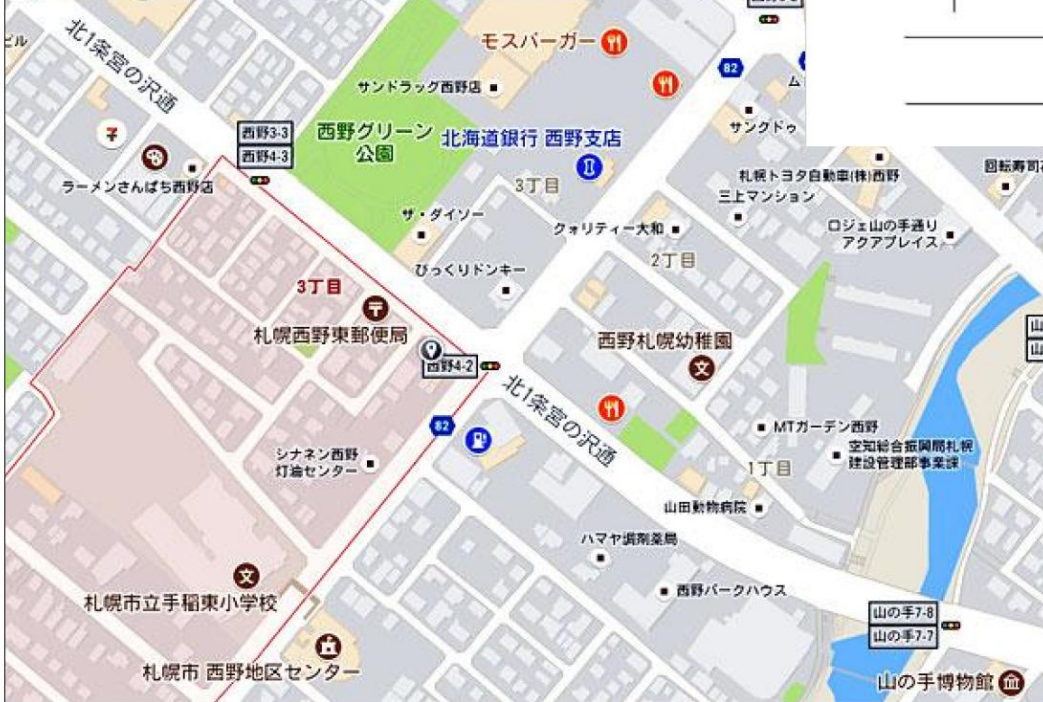 ビル
北1条宮の沢通
モスバーガー
サンドラッグ西野店
82
ム
サンクドゥ
西野3-3
西野4-3
西野グリーン
公園
北海道銀行 西野支店
ラーメンさんぱち西野店
3丁目
札幌トヨタ自動車(株)西野
回転寿司
三上マンション
ザ・ダイソー
クォリティー大和
ロジェ山の手通り
アクアプレイス
2丁目
びっくりドンキー
3丁目
札幌西野東郵便局
西野札幌幼稚園
文
山
山
西野4-2
北1条宮の沢通
82
MTガーデン西野
シナネン西野
灯油センター
空知総合振興局札幌
建設管理部事業課
1丁目
山田動物病院
ハマヤ調剤薬局
文
札幌市立手稲東小学校
西野パークハウス
山の手7-8
山の手7-7
札幌市 西野地区センター
山の手博物館